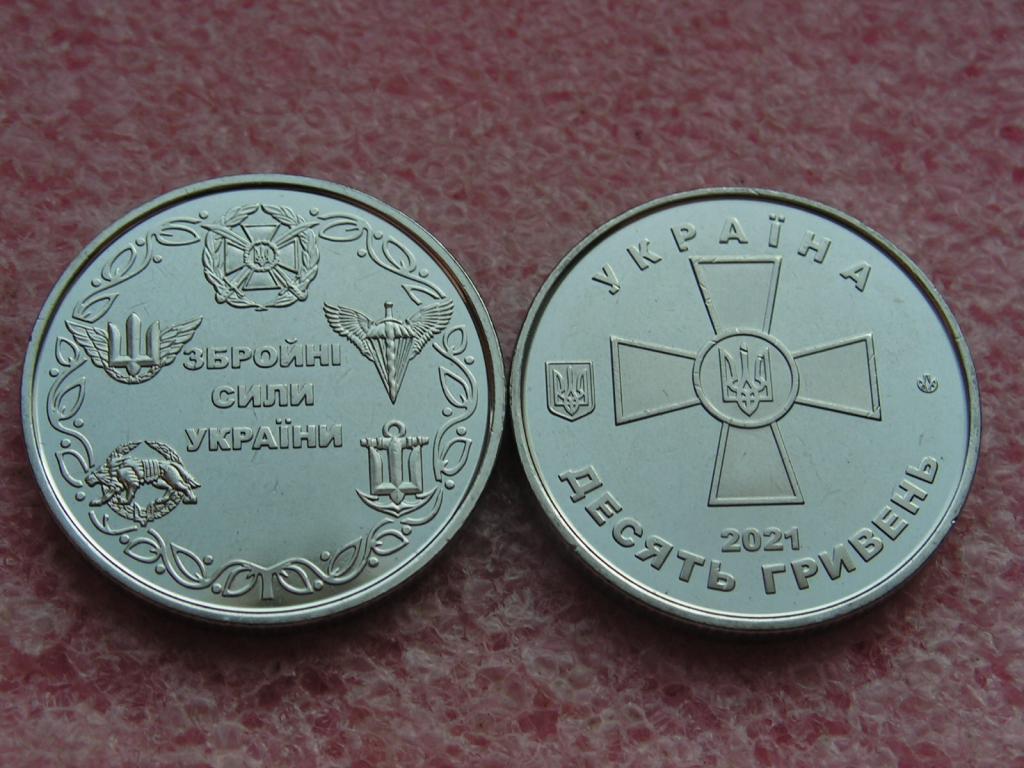 ЗБРОЙНІ
СИЛИ
УКРАЇНИ
УКРАЇНА
2021
ДЕСЯТЬ ГРИВЕНЬ